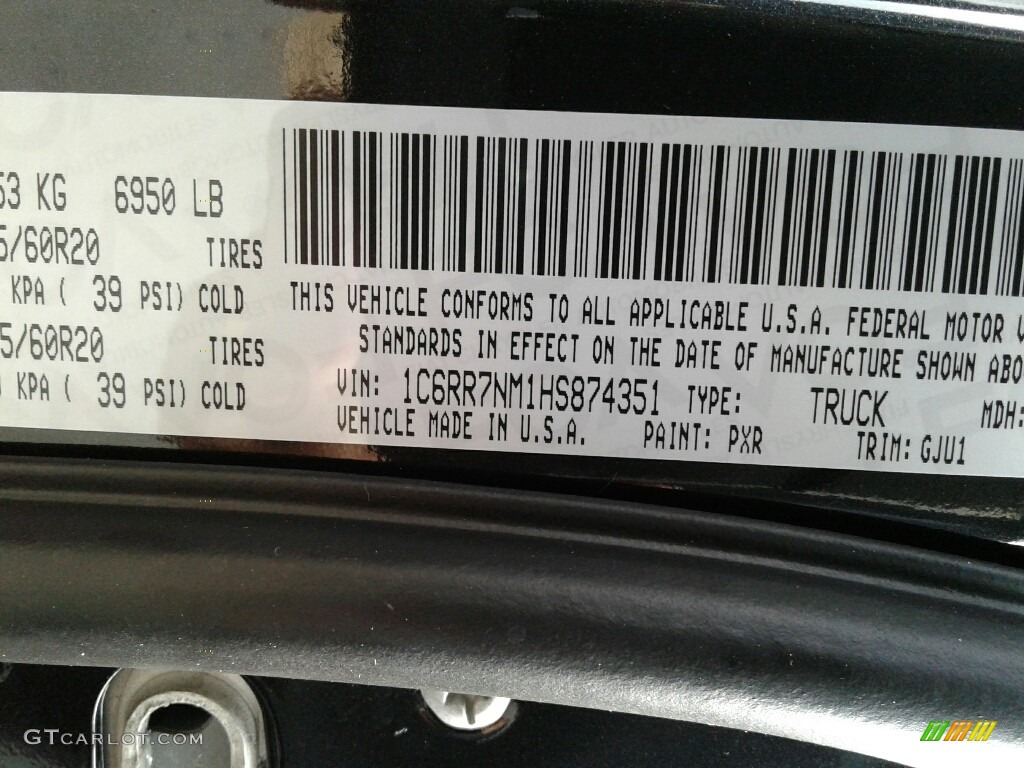 53 KG 6950 LB
5/60R20 TIRES
KPA ( 39 PSI) COLD
5/60R20 TIRES
KPA ( 39 PSI) COLD
THIS VEHICLE CONFORMS TO ALL APPLICABLE U.S.A. FEDERAL MOTOR V
STANDARDS IN EFFECT ON THE DATE OF MANUFACTURE SHOWN ABO
VIN: 1C6RR7NM1HS874351 TYPE: TRUCK MDH:
VEHICLE MADE IN U.S.A. PAINT: PXR TRIM: GJU1
GTCARLOT.COM